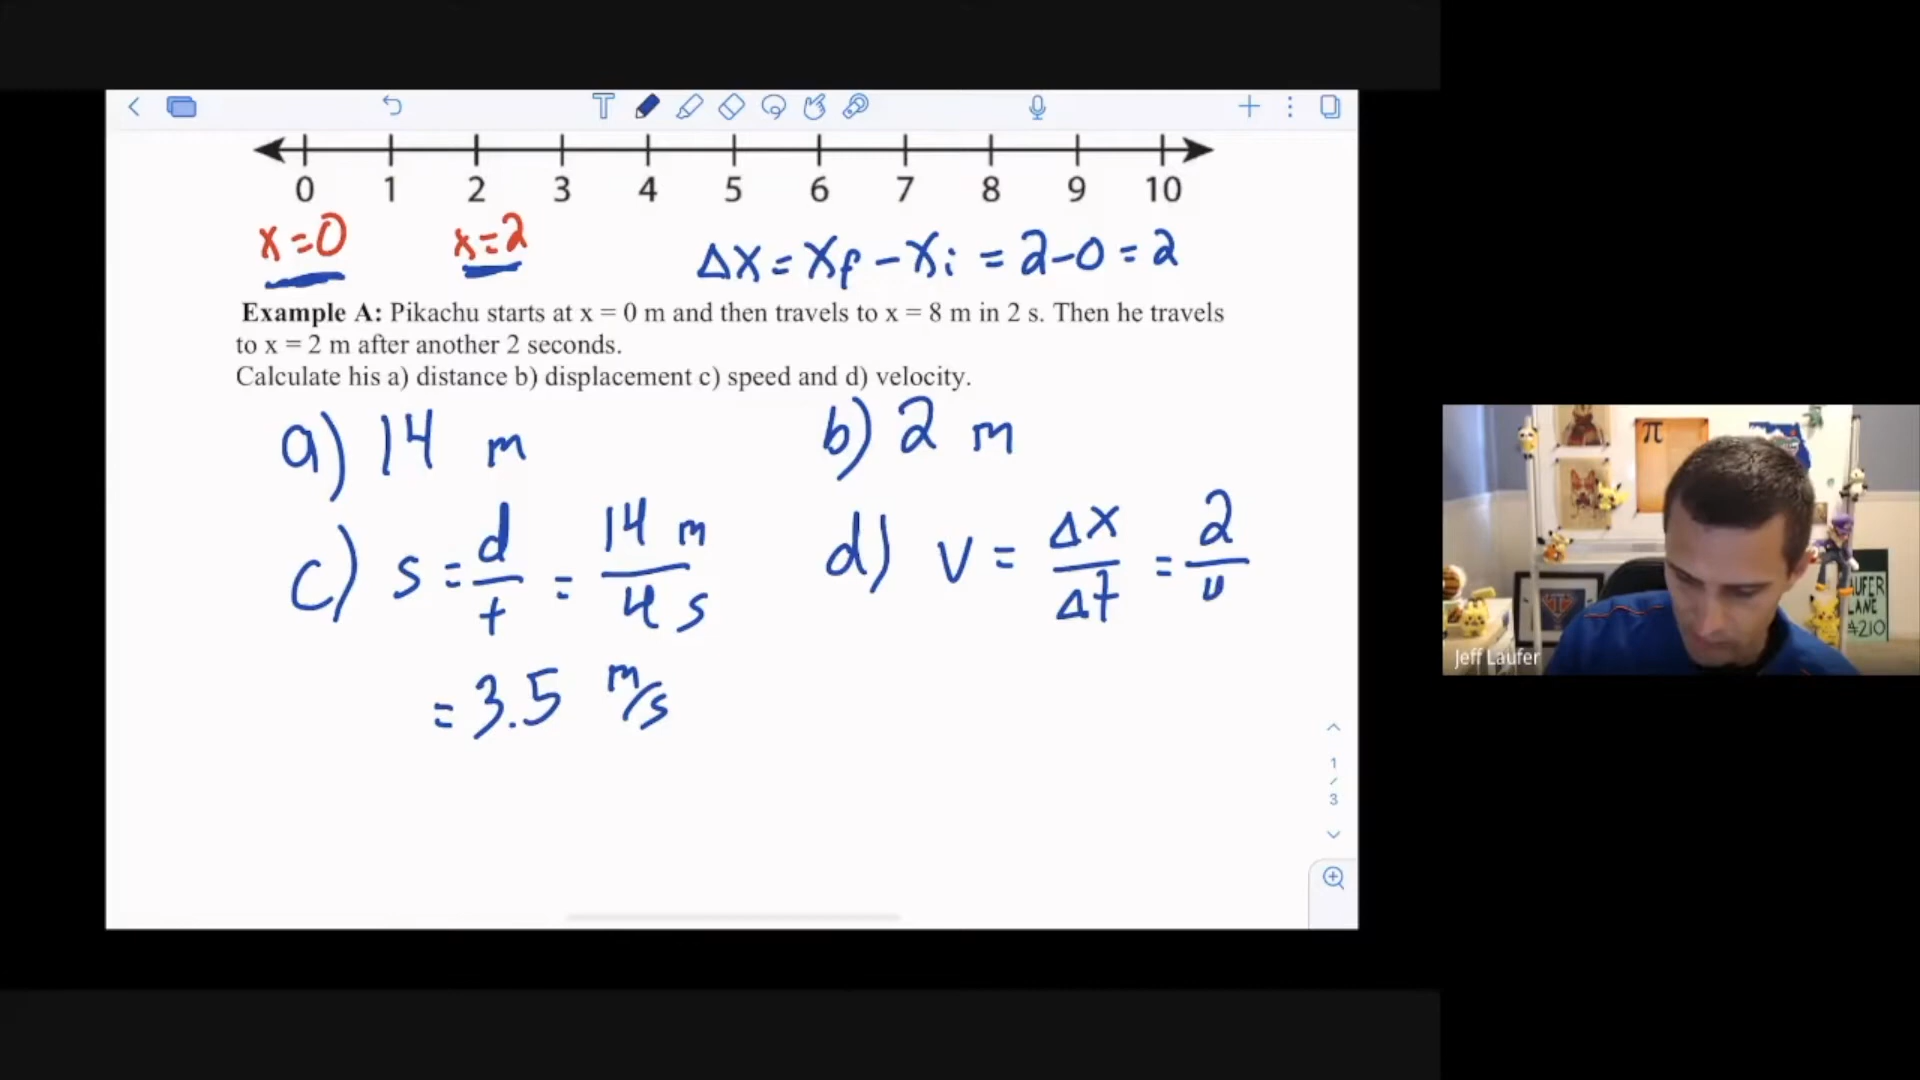 0 1 2 3 4 5 6 7 8 9 10
x=0 x=2 Δx = xf - xi = 2-0 = 2
Example A: Pikachu starts at x = 0 m and then travels to x = 8 m in 2 s. Then he travels
to x = 2 m after another 2 seconds.
Calculate his a) distance b) displacement c) speed and d) velocity.
a) 14 m b) 2 m
c) s = d/t = 14 m/4 s d) v = Δx/Δt = 2/
= 3.5 m/s
1
/
3
T
π
LAUFER
LANE
4210
Jeff Laufer